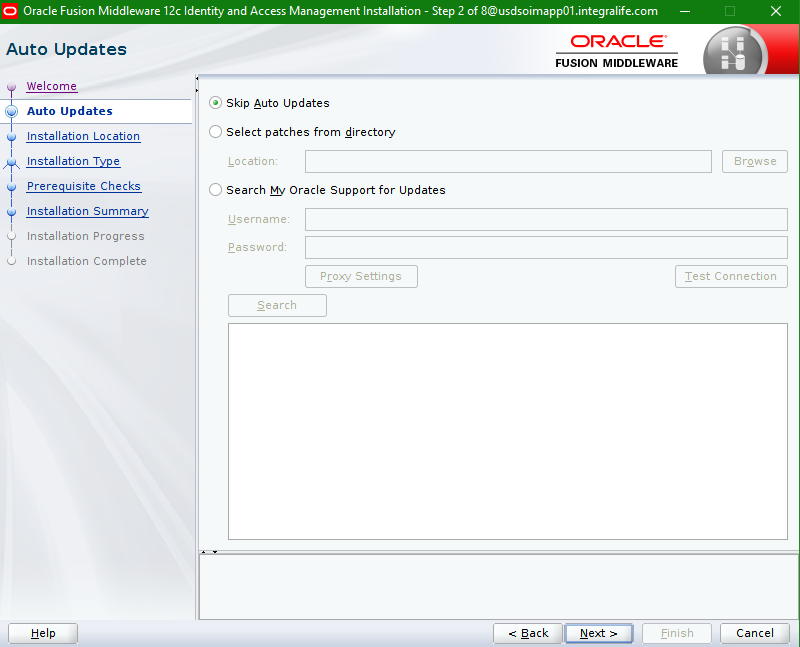 Oracle Fusion Middleware 12c Identity and Access Management Installation - Step 2 of 8@usdsoimapp01.integralife.com
Auto Updates
ORACLE
FUSION MIDDLEWARE
Welcome
Auto Updates
Installation Location
Installation Type
Prerequisite Checks
Installation Summary
Installation Progress
Installation Complete
Skip Auto Updates
Select patches from directory
Location:
Browse
Search My Oracle Support for Updates
Username:
Password:
Proxy Settings
Test Connection
Search
Help
< Back
Next >
Finish
Cancel